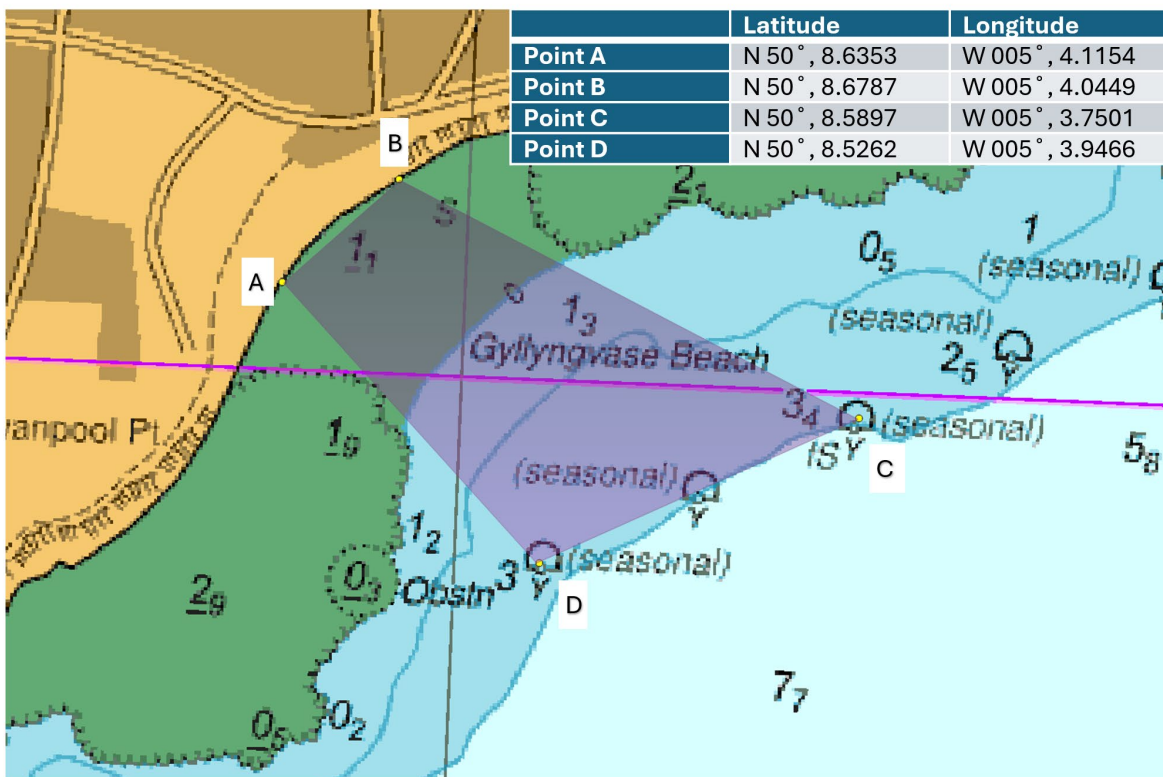 Latitude Longitude
Point A N 50°, 8.6353 W 005°, 4.1154
Point B N 50°, 8.6787 W 005°, 4.0449
Point C N 50°, 8.5897 W 005°, 3.7501
Point D N 50°, 8.5262 W 005°, 3.9466
B
2₁
S
1₁
1
0₅
(seasonal)
A
S
1₃
(seasonal)
Gyllyngvase Beach
2₅
Y
3₄
(seasonal)
anpool Pt
1₉
fS
Y
C
5₈
(seasonal)
Y
1₂
0₃
Obstn
3
Y
(seasonal)
2₉
D
7₇
0₅
0₂